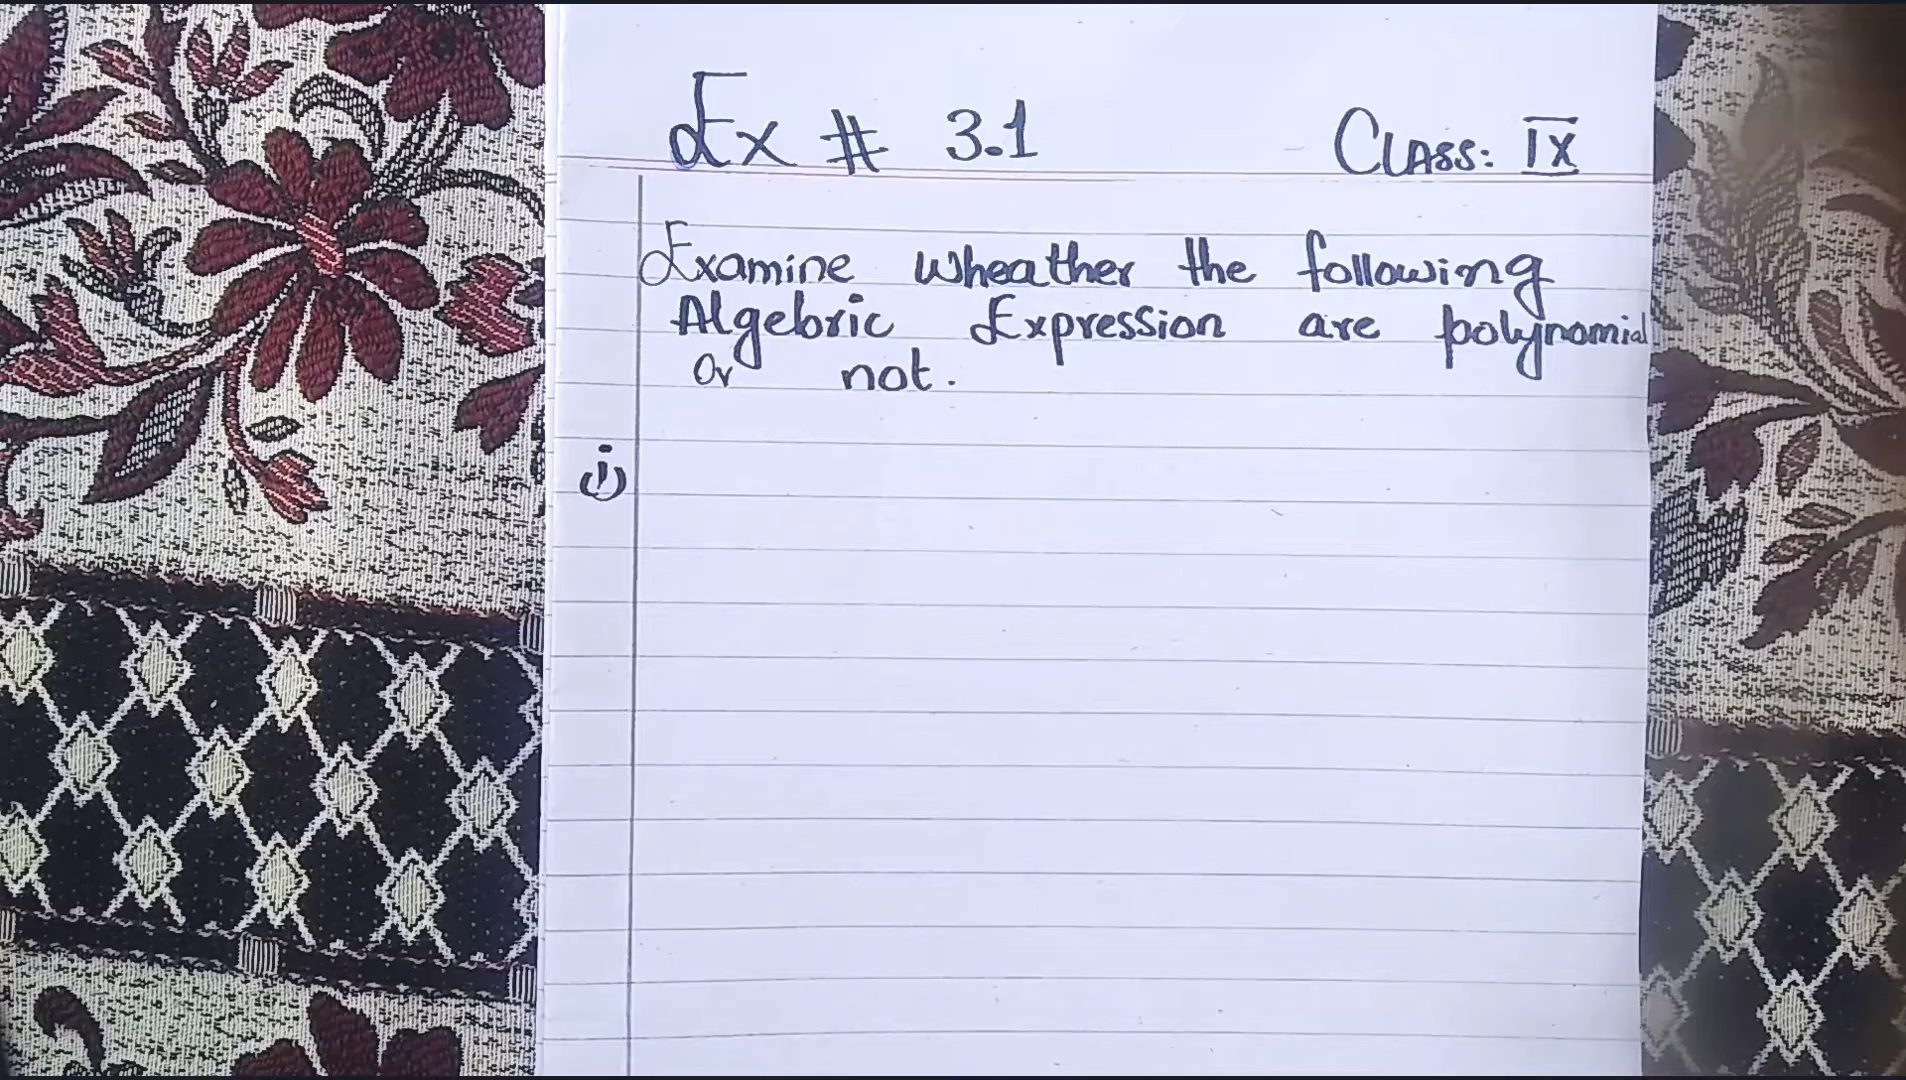 Ex # 3.1 CLASS: IX
Examine wheather the following
Algebric Expression are polynomial
Or not.
(i)